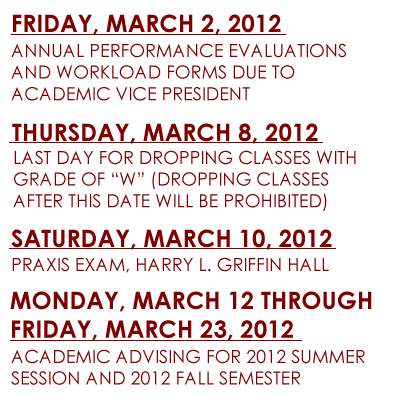 FRIDAY, MARCH 2, 2012
ANNUAL PERFORMANCE EVALUATIONS
AND WORKLOAD FORMS DUE TO
ACADEMIC VICE PRESIDENT
THURSDAY, MARCH 8, 2012
LAST DAY FOR DROPPING CLASSES WITH
GRADE OF “W” (DROPPING CLASSES
AFTER THIS DATE WILL BE PROHIBITED)
SATURDAY, MARCH 10, 2012
PRAXIS EXAM, HARRY L. GRIFFIN HALL
MONDAY, MARCH 12 THROUGH
FRIDAY, MARCH 23, 2012
ACADEMIC ADVISING FOR 2012 SUMMER
SESSION AND 2012 FALL SEMESTER